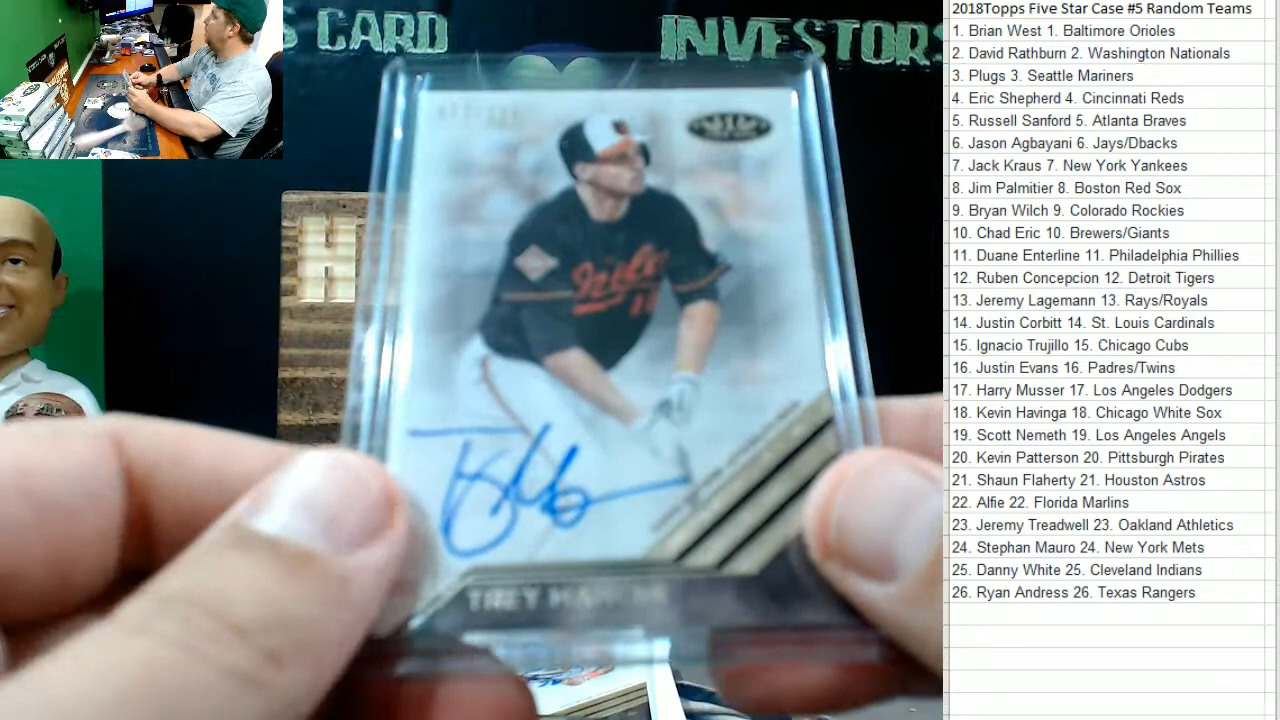 S CARD INVESTORS
Orioles
TREY
2018Topps Five Star Case #5 Random Teams
1. Brian West 1. Baltimore Orioles
2. David Rathburn 2. Washington Nationals
3. Plugs 3. Seattle Mariners
4. Eric Shepherd 4. Cincinnati Reds
5. Russell Sanford 5. Atlanta Braves
6. Jason Agbayani 6. Jays/Dbacks
7. Jack Kraus 7. New York Yankees
8. Jim Palmitier 8. Boston Red Sox
9. Bryan Wilch 9. Colorado Rockies
10. Chad Eric 10. Brewers/Giants
11. Duane Enterline 11. Philadelphia Phillies
12. Ruben Concepcion 12. Detroit Tigers
13. Jeremy Lagemann 13. Rays/Royals
14. Justin Corbitt 14. St. Louis Cardinals
15. Ignacio Trujillo 15. Chicago Cubs
16. Justin Evans 16. Padres/Twins
17. Harry Musser 17. Los Angeles Dodgers
18. Kevin Havinga 18. Chicago White Sox
19. Scott Nemeth 19. Los Angeles Angels
20. Kevin Patterson 20. Pittsburgh Pirates
21. Shaun Flaherty 21. Houston Astros
22. Alfie 22. Florida Marlins
23. Jeremy Treadwell 23. Oakland Athletics
24. Stephan Mauro 24. New York Mets
25. Danny White 25. Cleveland Indians
26. Ryan Andress 26. Texas Rangers